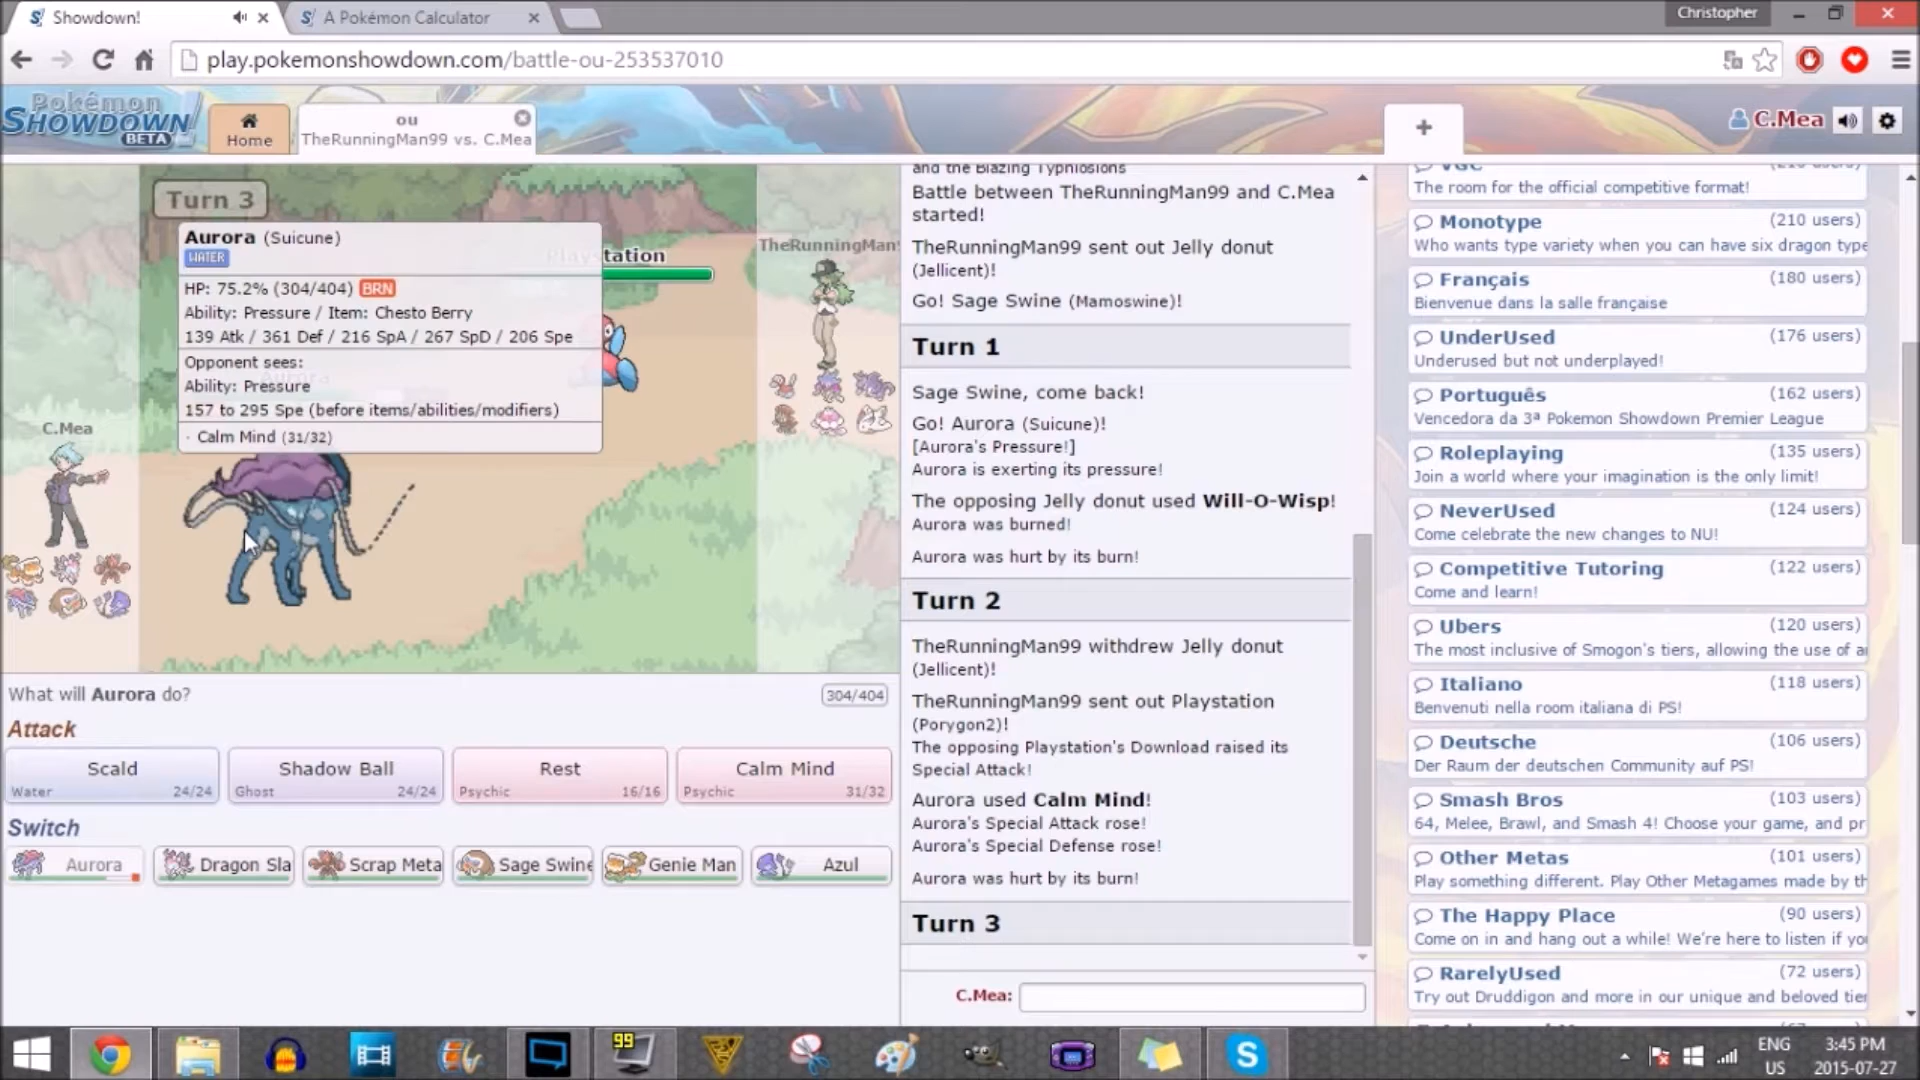 Showdown!
A Pokémon Calculator
Christopher
play.pokemonshowdown.com/battle-ou-253537010
Pokémon
SHOWDOWN
BETA
Home
ou
TheRunningMan99 vs. C.Mea
+
C.Mea
Turn 3
Aurora (Suicune)
WATER
HP: 75.2% (304/404) BRN
Ability: Pressure / Item: Chesto Berry
139 Atk / 361 Def / 216 SpA / 267 SpD / 206 Spe
Opponent sees:
Ability: Pressure
157 to 295 Spe (before items/abilities/modifiers)
· Calm Mind (31/32)
Playstation
TheRunningMan
C.Mea
What will Aurora do?
304/404
Attack
Scald
Water 24/24
Shadow Ball
Ghost 24/24
Rest
Psychic 16/16
Calm Mind
Psychic 31/32
Switch
Aurora
Dragon Sla
Scrap Meta
Sage Swine
Genie Man
Azul
and the Blazing Typhlosions
Battle between TheRunningMan99 and C.Mea
started!
TheRunningMan99 sent out Jelly donut
(Jellicent)!
Go! Sage Swine (Mamoswine)!
Turn 1
Sage Swine, come back!
Go! Aurora (Suicune)!
[Aurora's Pressure!]
Aurora is exerting its pressure!
The opposing Jelly donut used Will-O-Wisp!
Aurora was burned!
Aurora was hurt by its burn!
Turn 2
TheRunningMan99 withdrew Jelly donut
(Jellicent)!
TheRunningMan99 sent out Playstation
(Porygon2)!
The opposing Playstation's Download raised its
Special Attack!
Aurora used Calm Mind!
Aurora's Special Attack rose!
Aurora's Special Defense rose!
Aurora was hurt by its burn!
Turn 3
C.Mea:
VGC
The room for the official competitive format!
Monotype (210 users)
Who wants type variety when you can have six dragon type
Français (180 users)
Bienvenue dans la salle française
UnderUsed (176 users)
Underused but not underplayed!
Português (162 users)
Vencedora da 3ª Pokemon Showdown Premier League
Roleplaying (135 users)
Join a world where your imagination is the only limit!
NeverUsed (124 users)
Come celebrate the new changes to NU!
Competitive Tutoring (122 users)
Come and learn!
Ubers (120 users)
The most inclusive of Smogon's tiers, allowing the use of a
Italiano (118 users)
Benvenuti nella room italiana di PS!
Deutsche (106 users)
Der Raum der deutschen Community auf PS!
Smash Bros (103 users)
64, Melee, Brawl, and Smash 4! Choose your game, and pr
Other Metas (101 users)
Play something different. Play Other Metagames made by th
The Happy Place (90 users)
Come on in and hang out a while! We're here to listen if yo
RarelyUsed (72 users)
Try out Druddigon and more in our unique and beloved tier
99
ENG
US
3:45 PM
2015-07-27